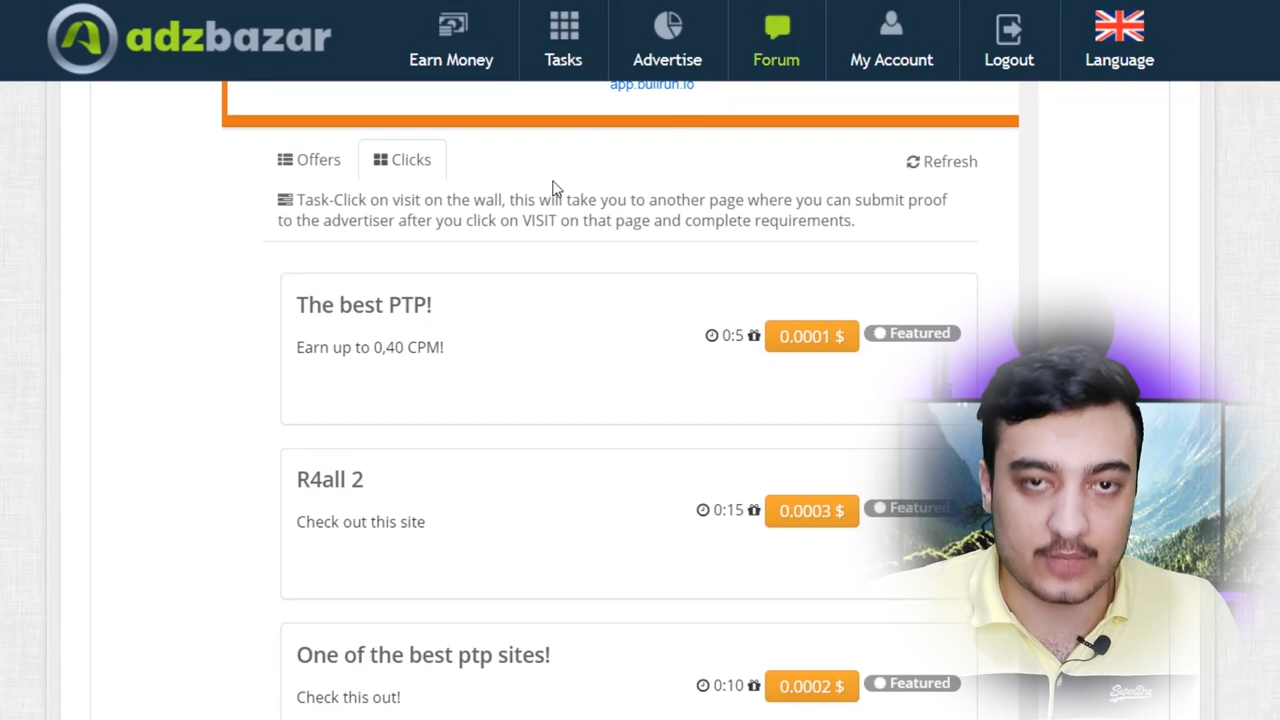 adzbazar
Earn Money
Tasks
Advertise
Forum
My Account
Logout
Language
app.bullrun.io
Offers
Clicks
Refresh
Task-Click on visit on the wall, this will take you to another page where you can submit proof
to the advertiser after you click on VISIT on that page and complete requirements.
The best PTP!
Earn up to 0,40 CPM!
0:5
0.0001 $
Featured
R4all 2
Check out this site
0:15
0.0003 $
Featured
One of the best ptp sites!
Check this out!
0:10
0.0002 $
Featured
SuperDry